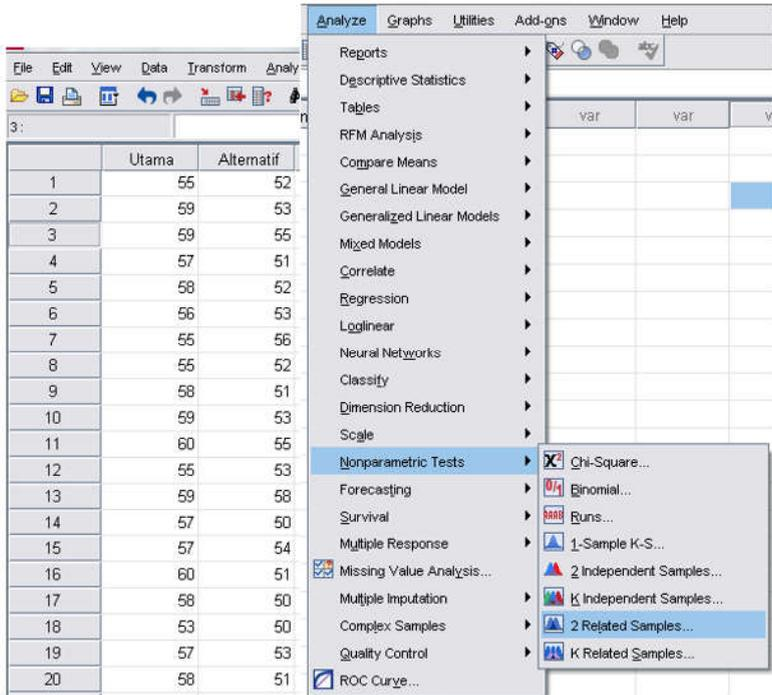 File Edit View Data Transform Analy
3:
Utama Alternatif
1 55 52
2 59 53
3 59 55
4 57 51
5 58 52
6 56 53
7 55 56
8 55 52
9 58 51
10 59 53
11 60 55
12 55 53
13 59 58
14 57 50
15 57 54
16 60 51
17 58 50
18 53 50
19 57 53
20 58 51
Analyze Graphs Utilities Add-ons Window Help
Reports
Descriptive Statistics
Tables
RFM Analysis
Compare Means
General Linear Model
Generalized Linear Models
Mixed Models
Correlate
Regression
Loglinear
Neural Networks
Classify
Dimension Reduction
Scale
Nonparametric Tests
Forecasting
Survival
Multiple Response
Missing Value Analysis...
Multiple Imputation
Complex Samples
Quality Control
ROC Curve...
var var
X² Chi-Square...
0/1 Binomial...
AAAB Runs...
1-Sample K-S...
2 Independent Samples...
K Independent Samples...
2 Related Samples...
K Related Samples...